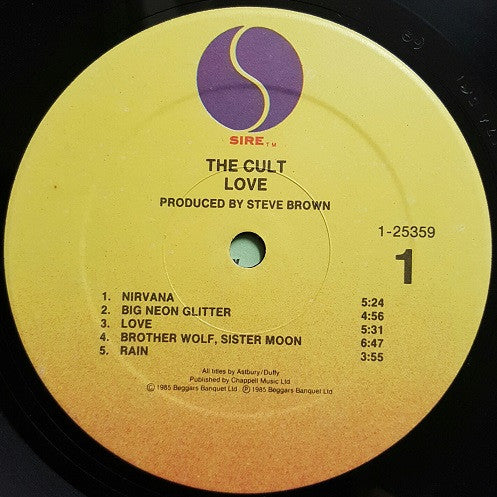 SIRE TM
THE CULT
LOVE
PRODUCED BY STEVE BROWN
1-25359
1
1. NIRVANA 5:24
2. BIG NEON GLITTER 4:56
3. LOVE 5:31
4. BROTHER WOLF, SISTER MOON 6:47
5. RAIN 3:55
All titles by Astbury/Duffy
Published by Chappell Music Ltd
© 1985 Beggars Banquet Ltd. ℗ 1985 Beggars Banquet Ltd.